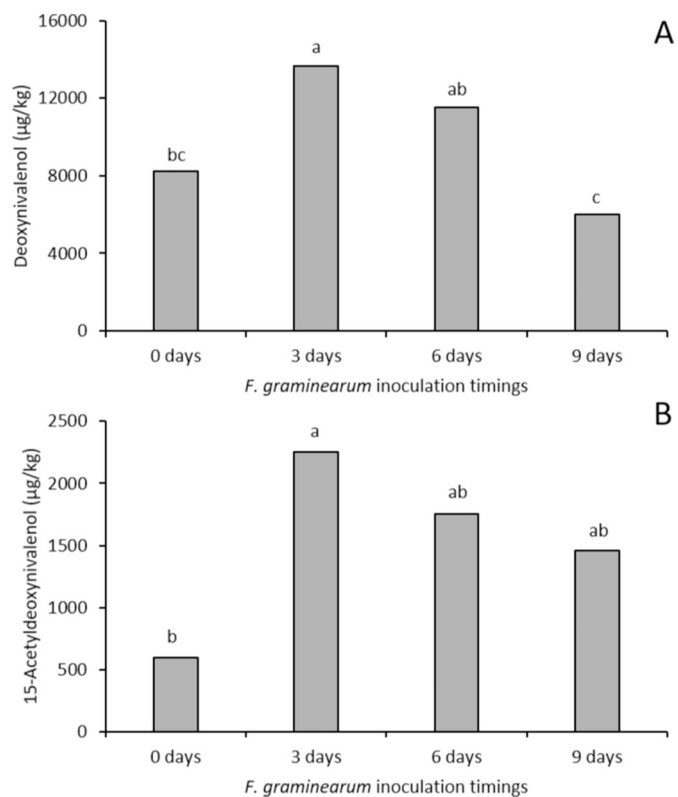 A
Deoxynivalenol (µg/kg)
16000
12000
8000
4000
0
bc
a
ab
c
0 days
3 days
6 days
9 days
F. graminearum inoculation timings
B
15-Acetyldeoxynivalenol (µg/kg)
2500
2000
1500
1000
500
0
b
a
ab
ab
0 days
3 days
6 days
9 days
F. graminearum inoculation timings